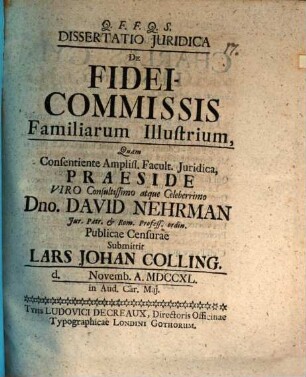 Q. F. F. Q. S.
DISSERTATIO JURIDICA
17.
De
FIDEI-
COMMISSIS
Familiarum Illustrium,
Quam
Consentiente Ampliſ. Facult. Juridica,
PRAESIDE
VIRO Conſultiſſimo atque Celeberrimo
Dno. DAVID NEHRMAN
Jur. Patr. & Rom. Profeſſ. ordin.
Publicae Cenſurae
Submittit
LARS JOHAN COLLING.
d. Novemb. A. MDCCXL.
in Aud. Car. Maj.
Typis LUDOVICI DECREAUX, Directoris Officinae
Typographicae LONDINI GOTHORUM.